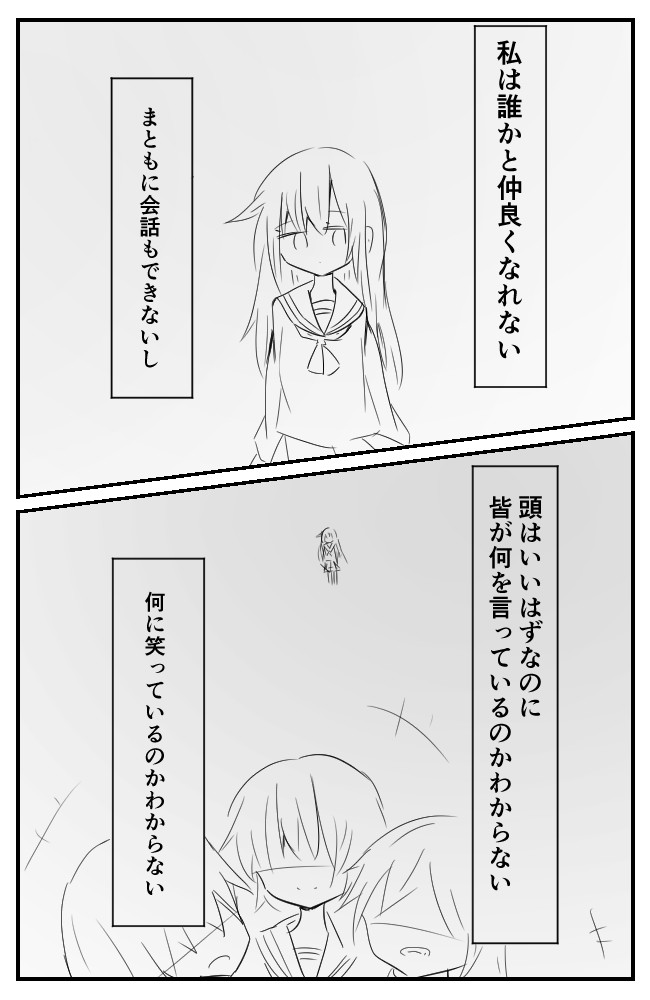 私は誰かと仲良くなれない
まともに会話もできないし
頭はいいはずなのに
皆が何を言っているのかわからない
何に笑っているのかわからない